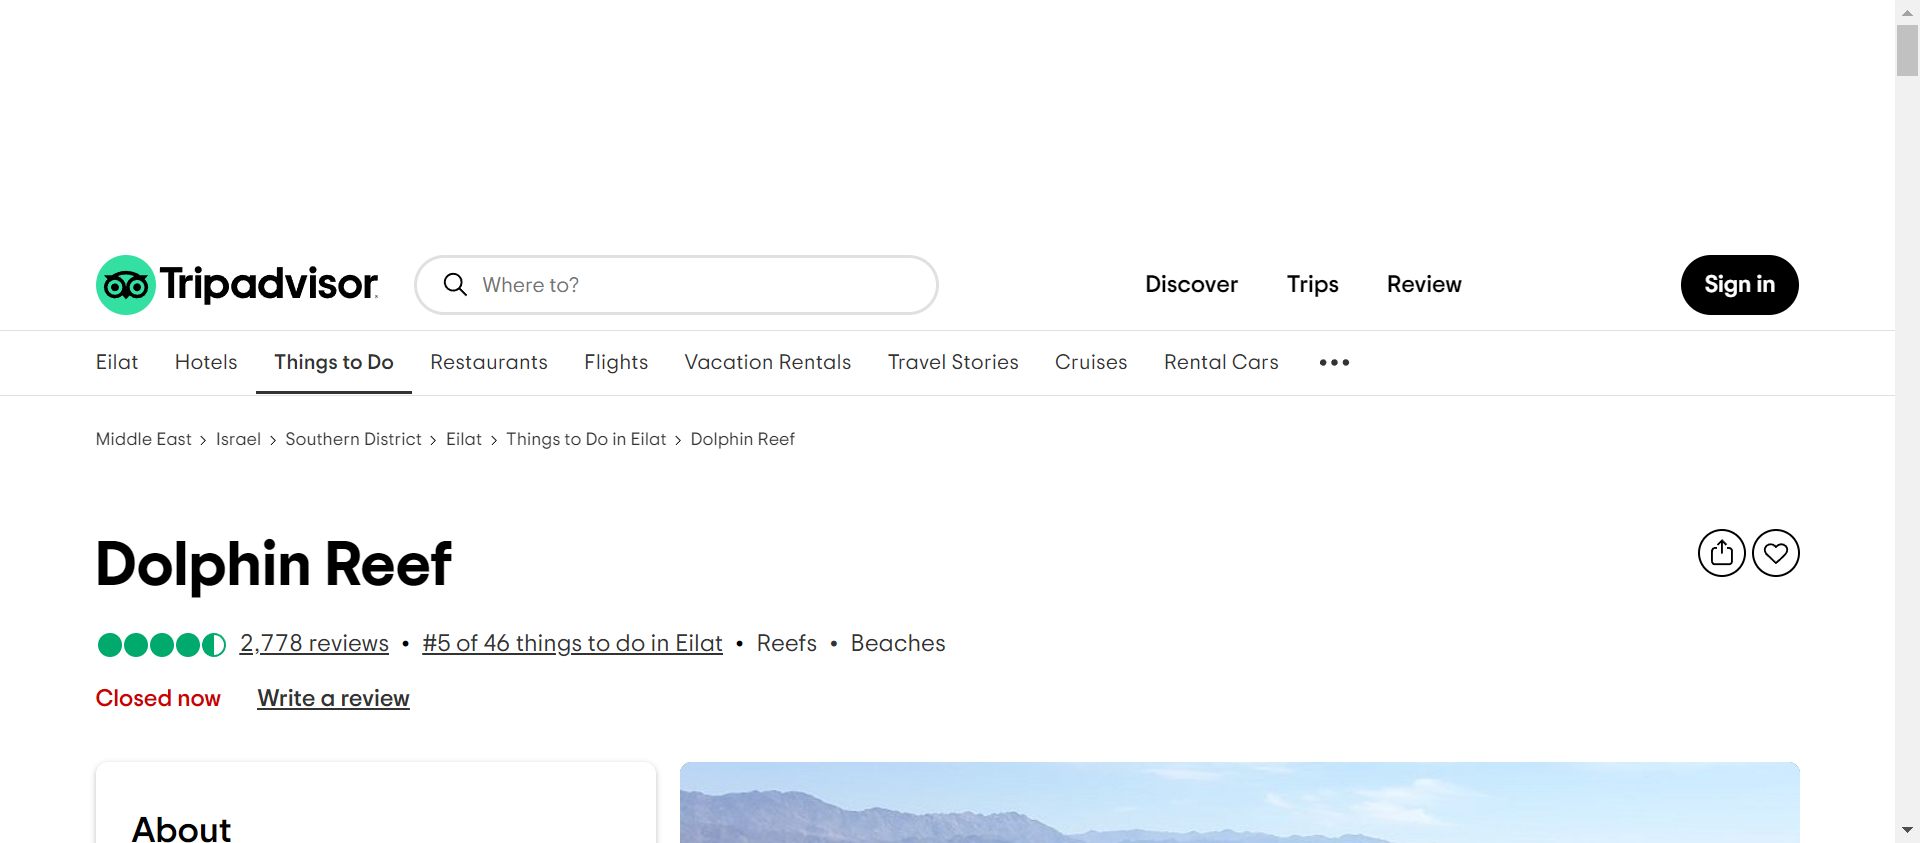 Tripadvisor
Where to?
Discover Trips Review
Sign in
Eilat Hotels Things to Do Restaurants Flights Vacation Rentals Travel Stories Cruises Rental Cars •••
Middle East > Israel > Southern District > Eilat > Things to Do in Eilat > Dolphin Reef
Dolphin Reef
2,778 reviews • #5 of 46 things to do in Eilat • Reefs • Beaches
Closed now Write a review
About